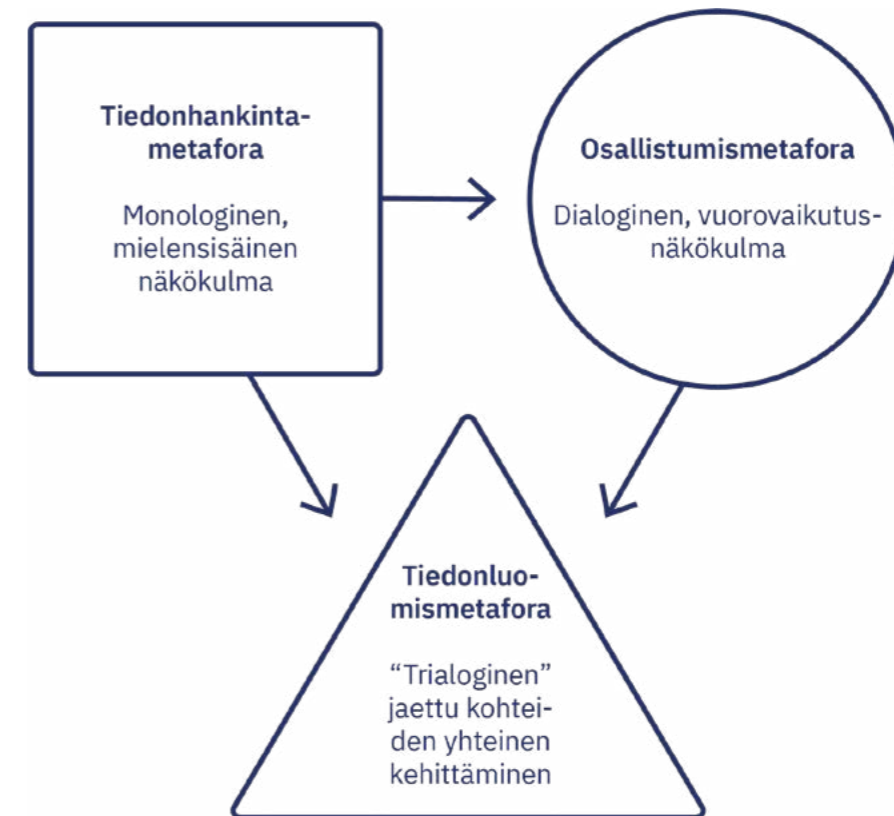 Tiedonhankinta-
metafora
Monologinen,
mielensisäinen
näkökulma
Osallistumismetafora
Dialoginen, vuorovaikutus-
näkökulma
Tiedonluo-
mismetafora
“Trialoginen”
jaettu kohtei-
den yhteinen
kehittäminen